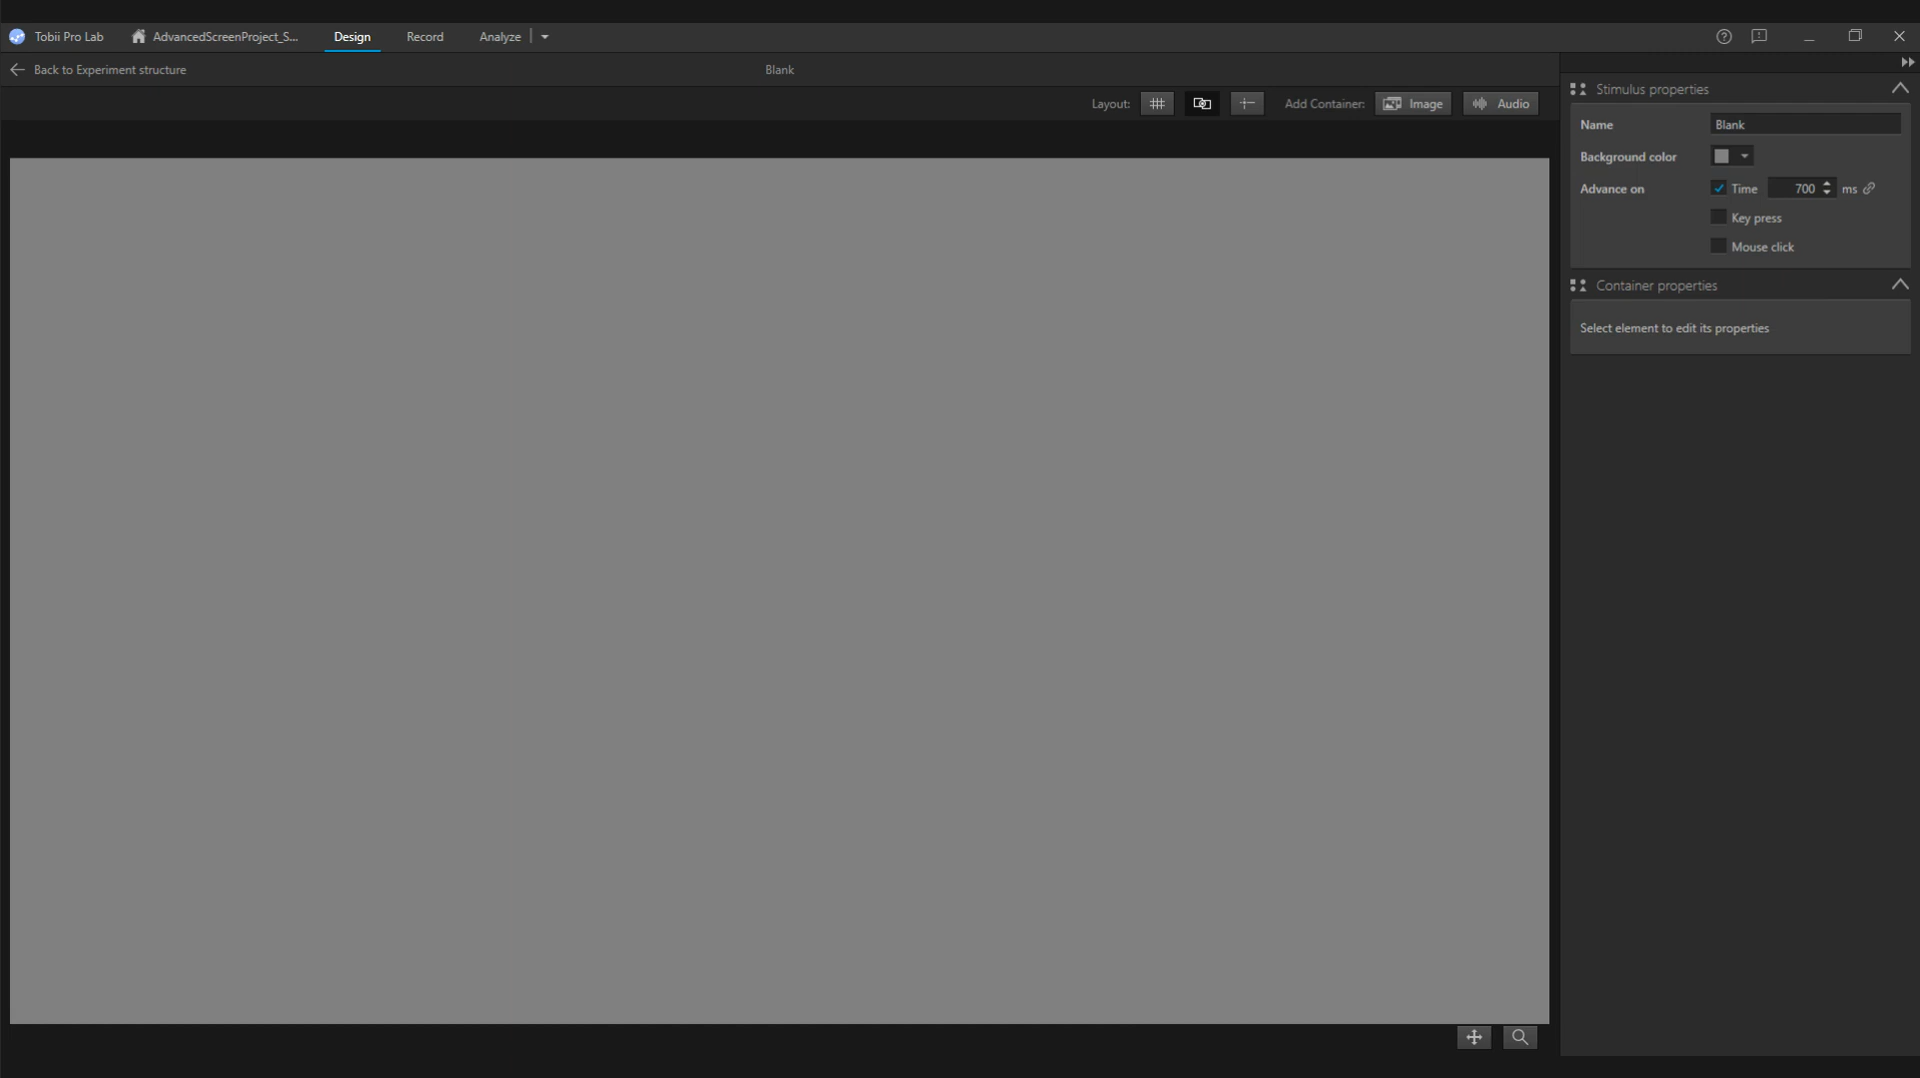 Tobii Pro Lab AdvancedScreenProject_S... Design Record Analyze
Back to Experiment structure Blank
Layout: Add Container: Image Audio
Stimulus properties
Name Blank
Background color
Advance on Time 700 ms
Key press
Mouse click
Container properties
Select element to edit its properties